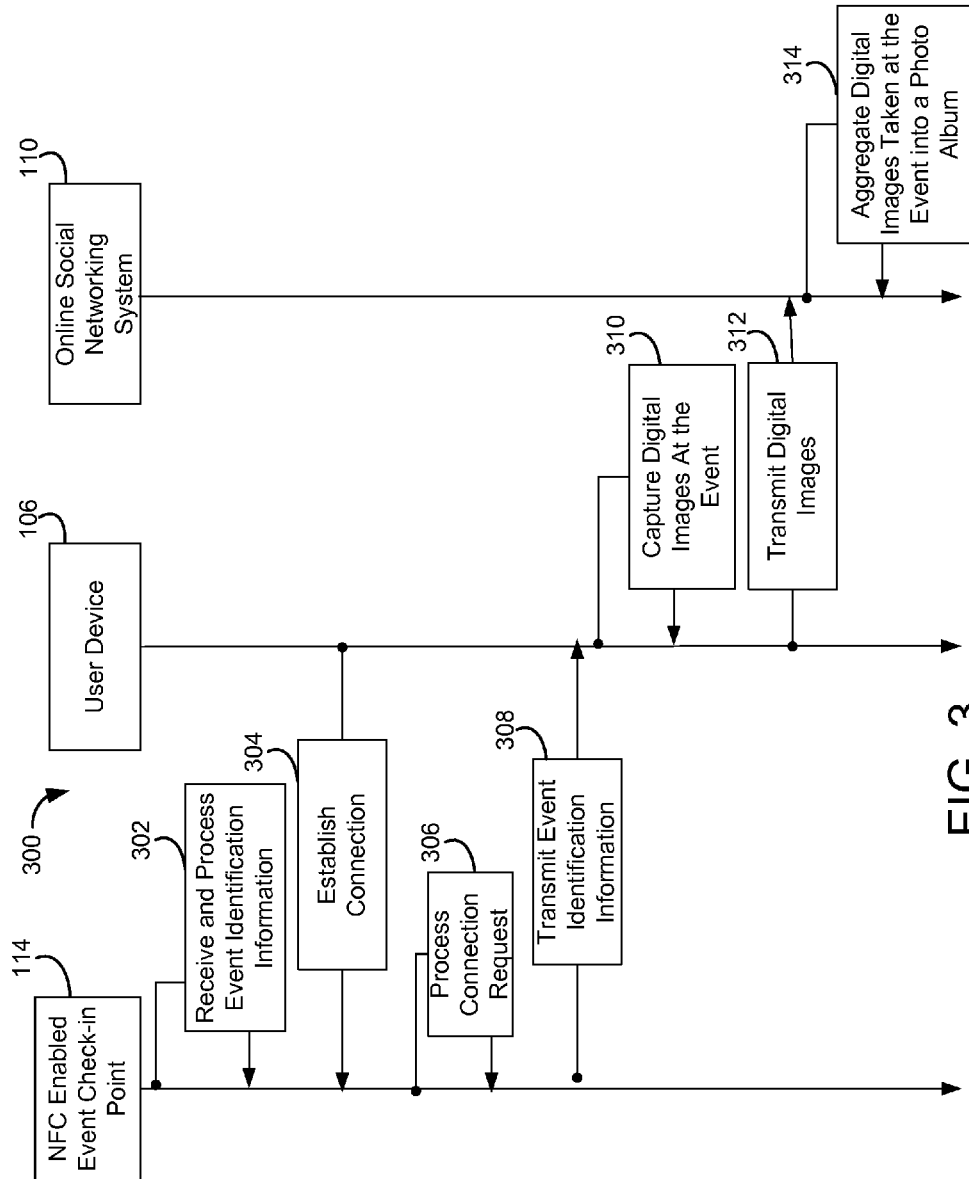 300
114
NFC Enabled
Event Check-in
Point
106
User Device
110
Online Social
Networking
System
302
Receive and Process
Event Identification
Information
304
Establish
Connection
306
Process
Connection
Request
308
Transmit Event
Identification
Information
310
Capture Digital
Images At the
Event
312
Transmit Digital
Images
314
Aggregate Digital
Images Taken at the
Event into a Photo
Album
FIG. 3